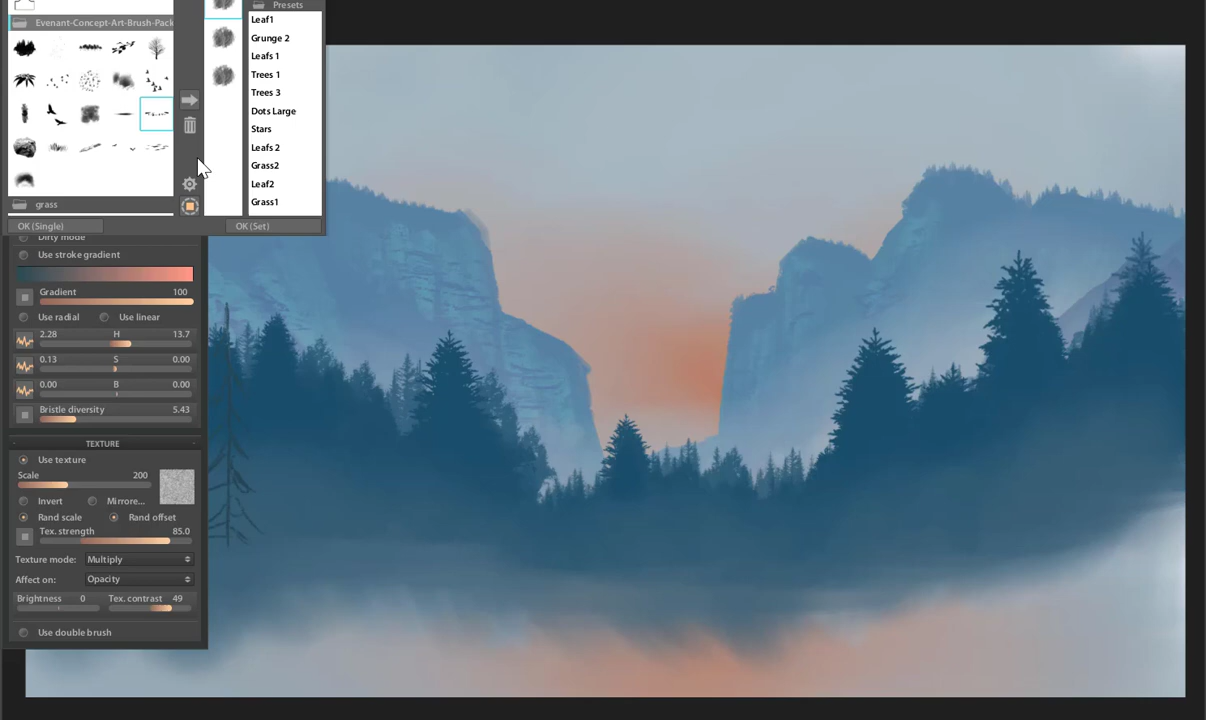 Presets
Evenant-Concept-Art-Brush-Pack
Leaf1
Grunge 2
Leafs 1
Trees 1
Trees 3
Dots Large
Stars
Leafs 2
Grass2
Leaf2
Grass1
grass
OK (Single)
OK (Set)
Dirty mode
Use stroke gradient
Gradient 100
Use radial Use linear
2.28 H 13.7
0.13 S 0.00
0.00 B 0.00
Bristle diversity 5.43
TEXTURE
Use texture
Scale 200
Invert Mirrore...
Rand scale Rand offset
Tex. strength 85.0
Texture mode: Multiply
Affect on: Opacity
Brightness 0 Tex. contrast 49
Use double brush